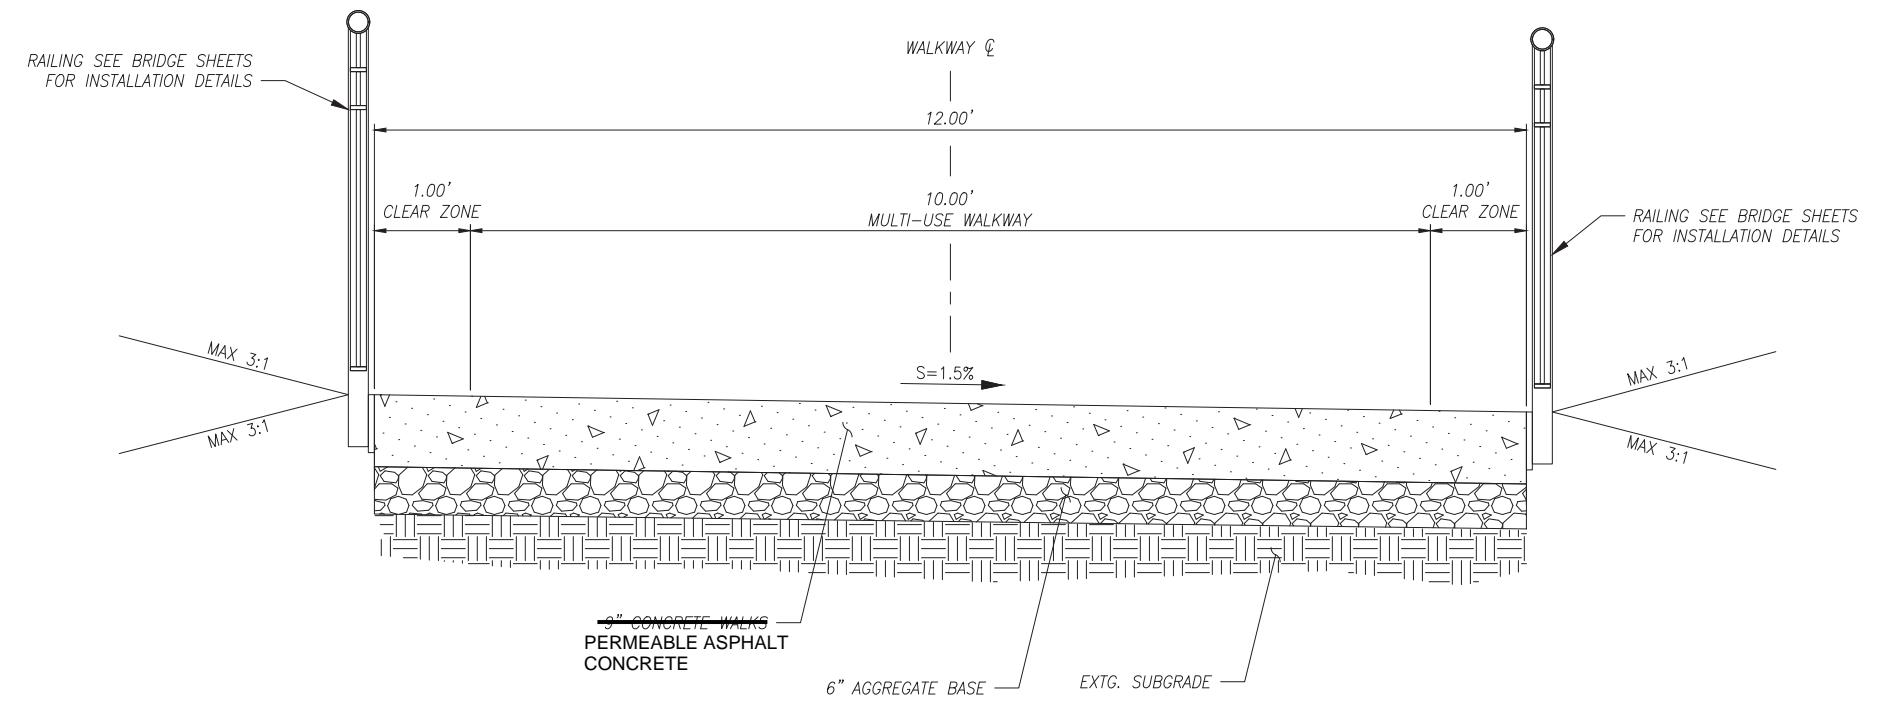 WALKWAY ℄
RAILING SEE BRIDGE SHEETS
FOR INSTALLATION DETAILS
12.00'
1.00'
CLEAR ZONE
10.00'
MULTI-USE WALKWAY
1.00'
CLEAR ZONE
RAILING SEE BRIDGE SHEETS
FOR INSTALLATION DETAILS
MAX 3:1
MAX 3:1
S=1.5%
MAX 3:1
MAX 3:1
9" CONCRETE WALKS
PERMEABLE ASPHALT
CONCRETE
6" AGGREGATE BASE
EXTG. SUBGRADE